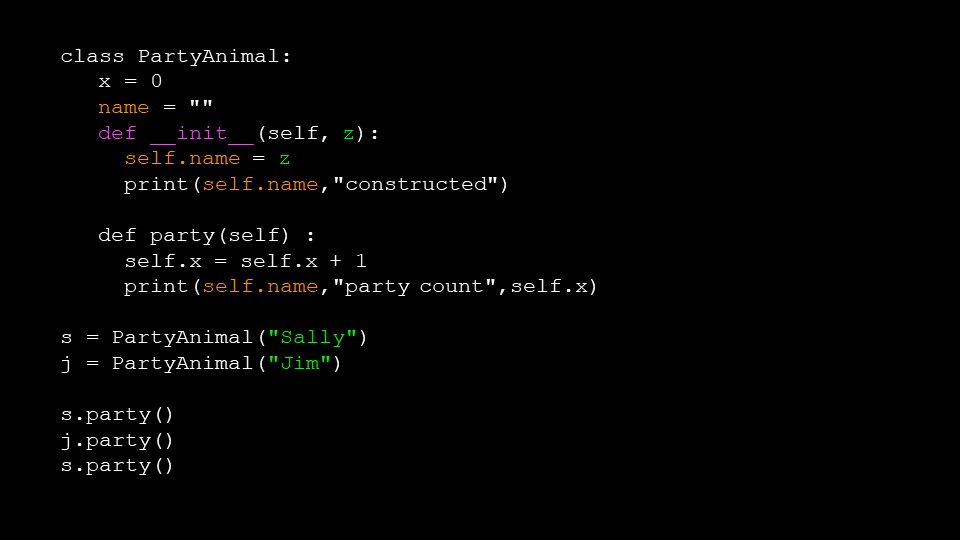 class PartyAnimal:
   x = 0
   name = ""
   def __init__(self, z):
     self.name = z
     print(self.name,"constructed")

   def party(self) :
     self.x = self.x + 1
     print(self.name,"party count",self.x)

s = PartyAnimal("Sally")
j = PartyAnimal("Jim")

s.party()
j.party()
s.party()